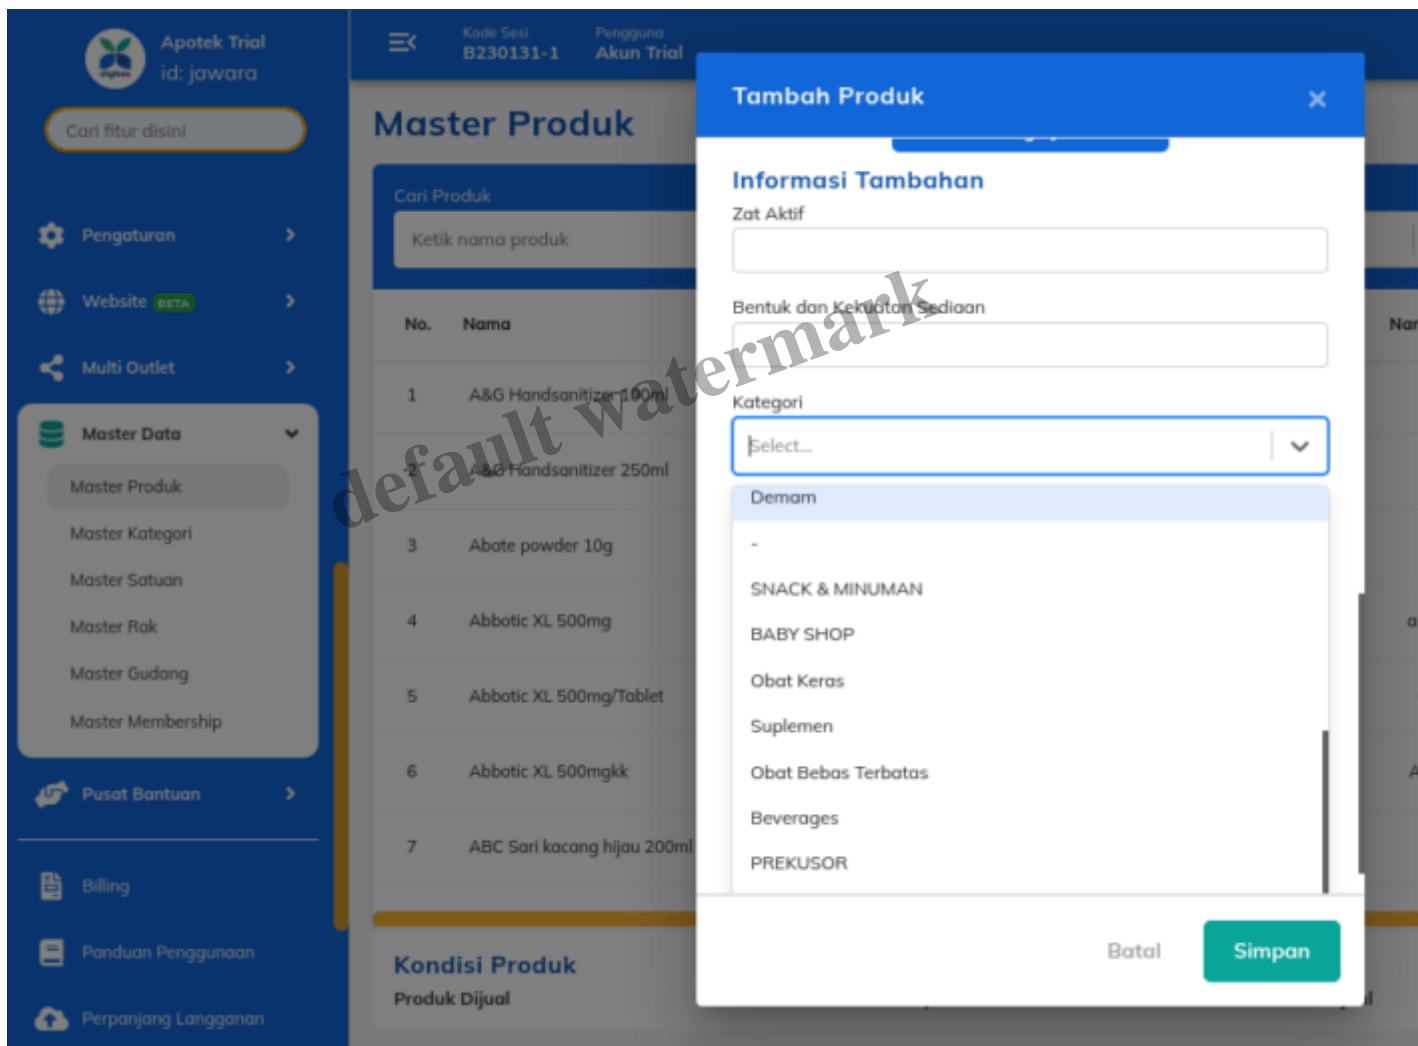 Apotek Trial
id: jawara
Cari fitur disini
Pengaturan
Website BETA
Multi Outlet
Master Data
Master Produk
Master Kategori
Master Satuan
Master Rak
Master Gudang
Master Membership
Pusat Bantuan
Billing
Panduan Penggunaan
Perpanjang Langganan
Kode Sesi
B230131-1
Pengguna
Akun Trial
Master Produk
Cari Produk
Ketik nama produk
No. Nama
1 A&G Handsanitizer 100ml
2 A&G Handsanitizer 250ml
3 Abate powder 10g
4 Abbotic XL 500mg
5 Abbotic XL 500mg/Tablet
6 Abbotic XL 500mgkk
7 ABC Sari kacang hijau 200ml
Kondisi Produk
Produk Dijual
Tambah Produk
Informasi Tambahan
Zat Aktif
Bentuk dan Kekuatan Sediaan
Kategori
Select...
Demam
-
SNACK & MINUMAN
BABY SHOP
Obat Keras
Suplemen
Obat Bebas Terbatas
Beverages
PREKUSOR
Batal
Simpan
default watermark